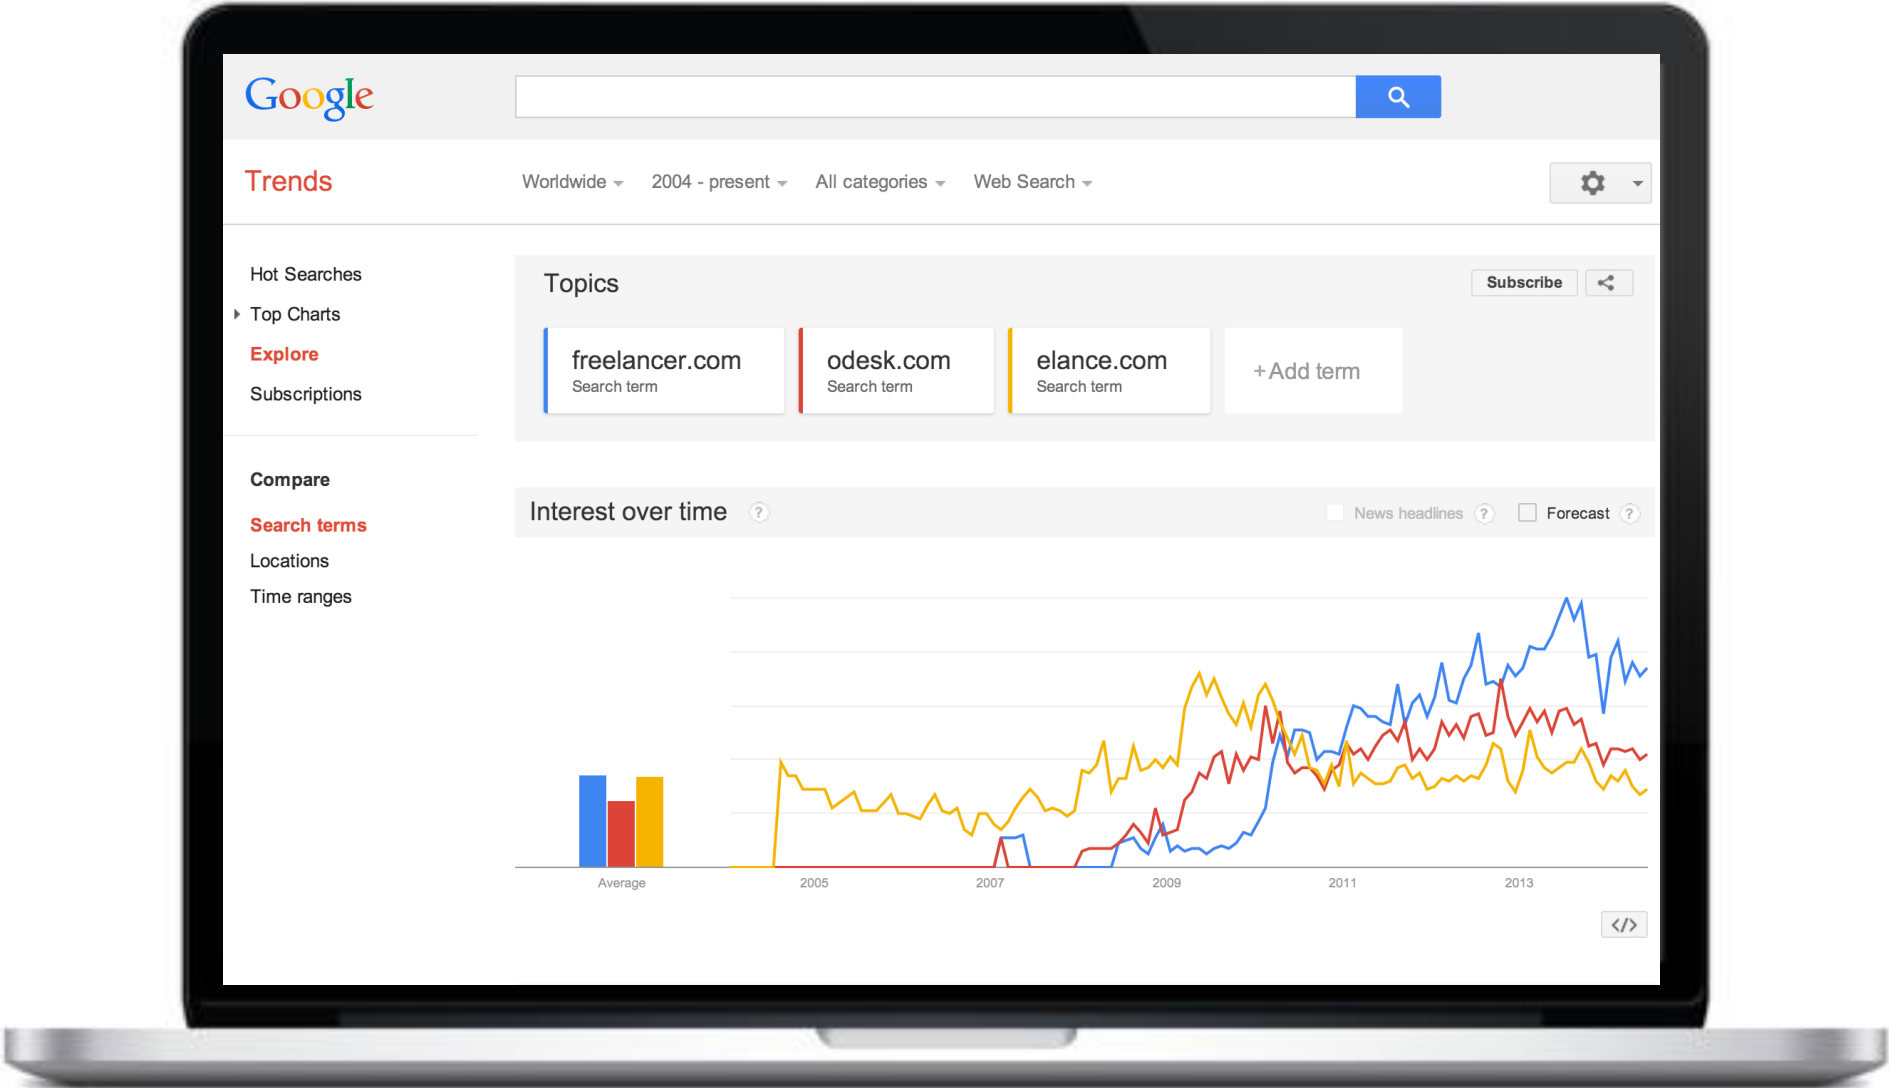 Google
Trends
Worldwide 2004 - present All categories Web Search
Hot Searches
Top Charts
Explore
Subscriptions
Compare
Search terms
Locations
Time ranges
Topics
Subscribe
freelancer.com
Search term
odesk.com
Search term
elance.com
Search term
+Add term
Interest over time ?
News headlines ? Forecast ?
Average 2005 2007 2009 2011 2013
</>